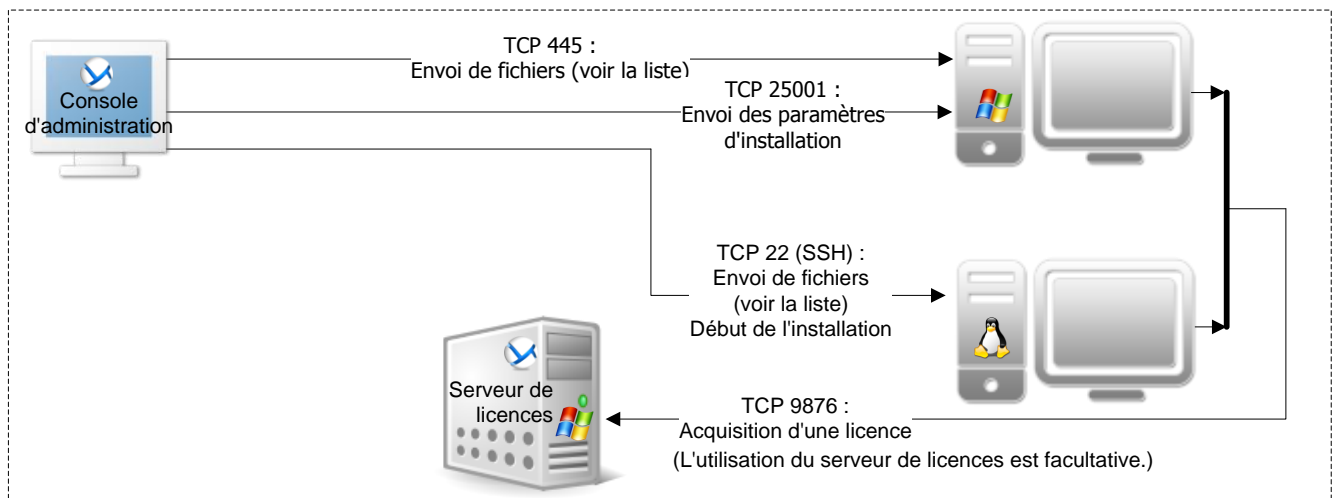 Console
d'administration
TCP 445 :
Envoi de fichiers (voir la liste)
TCP 25001 :
Envoi des paramètres
d'installation
TCP 22 (SSH) :
Envoi de fichiers
(voir la liste)
Début de l'installation
Serveur de
licences
TCP 9876 :
Acquisition d'une licence
(L'utilisation du serveur de licences est facultative.)